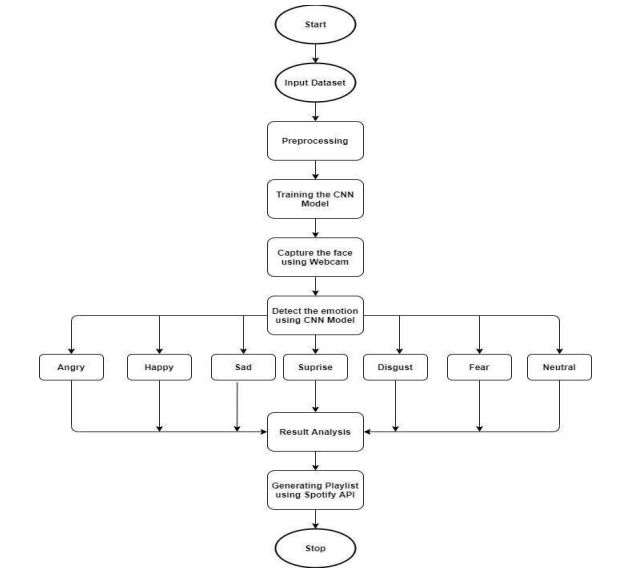 Start
Input Dataset
Preprocessing
Training the CNN
Model
Capture the face
using Webcam
Detect the emotion
using CNN Model
Angry
Happy
Sad
Suprise
Disgust
Fear
Neutral
Result Analysis
Generating Playlist
using Spotify API
Stop